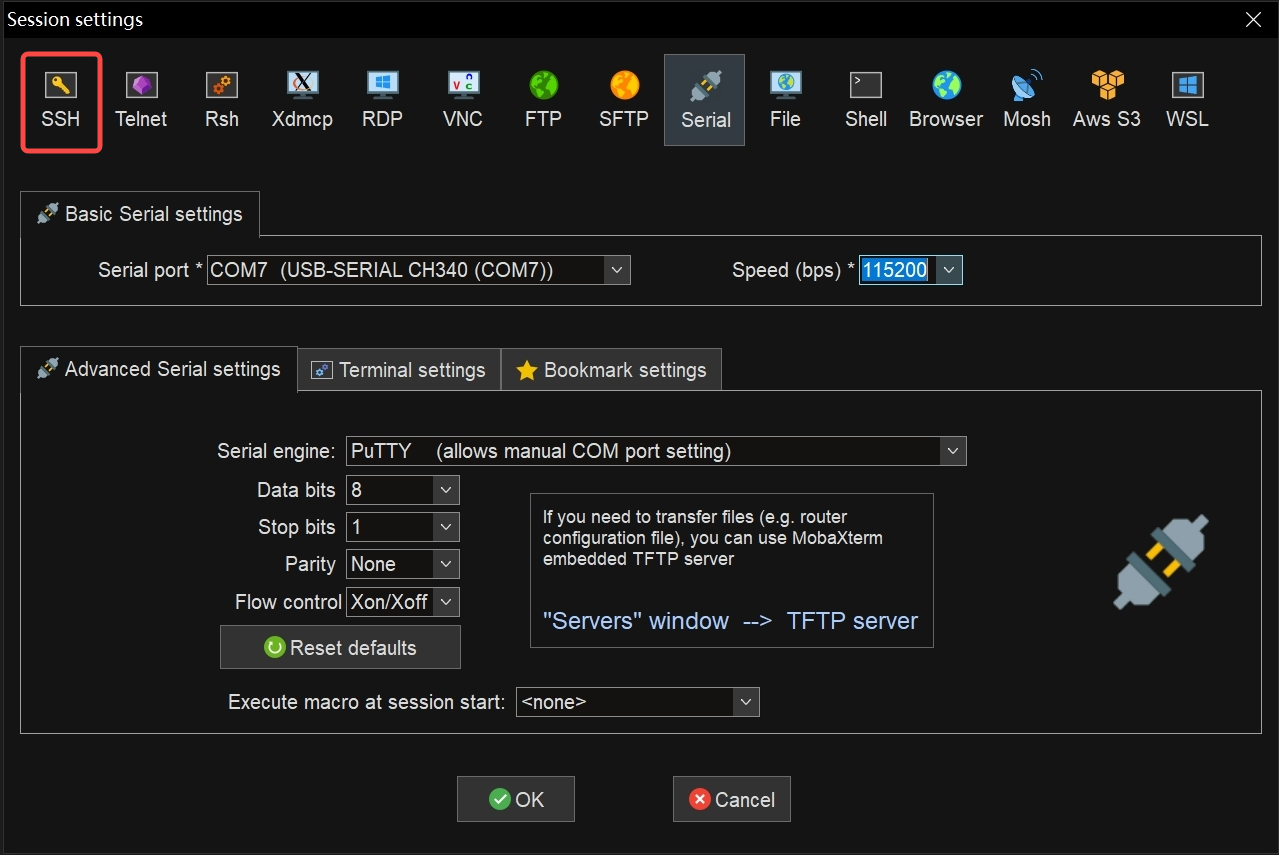 Session settings
SSH Telnet Rsh Xdmcp RDP VNC FTP SFTP Serial File Shell Browser Mosh Aws S3 WSL
Basic Serial settings
Serial port * COM7 (USB-SERIAL CH340 (COM7)) Speed (bps) * 115200
Advanced Serial settings Terminal settings Bookmark settings
Serial engine: PuTTY (allows manual COM port setting)
Data bits 8
Stop bits 1
Parity None
Flow control Xon/Xoff
Reset defaults
If you need to transfer files (e.g. router
configuration file), you can use MobaXterm
embedded TFTP server
"Servers" window --> TFTP server
Execute macro at session start: <none>
OK Cancel